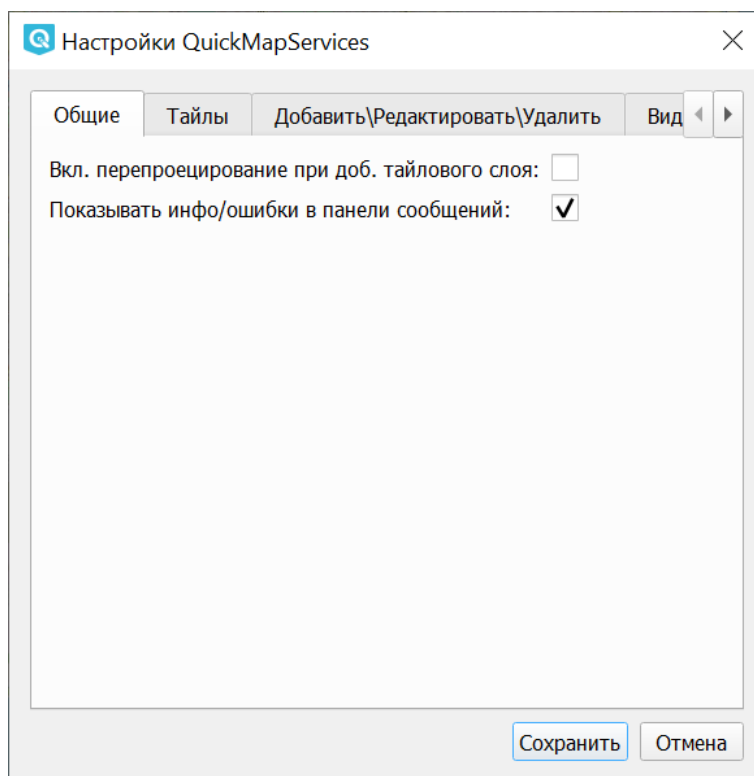 Настройки QuickMapServices
Общие Тайлы Добавить\Редактировать\Удалить Вид
Вкл. перепроецирование при доб. тайлового слоя:
Показывать инфо/ошибки в панели сообщений:
Сохранить Отмена